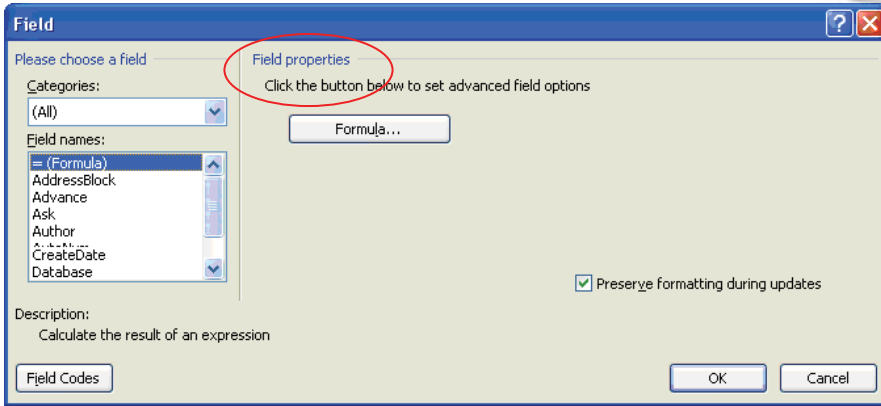 Field
Please choose a field
Categories:
(All)
Field names:
= (Formula)
AddressBlock
Advance
Ask
Author
CreateDate
Database
Description:
Calculate the result of an expression
Field Codes
Field properties
Click the button below to set advanced field options
Formula...
Preserve formatting during updates
OK
Cancel